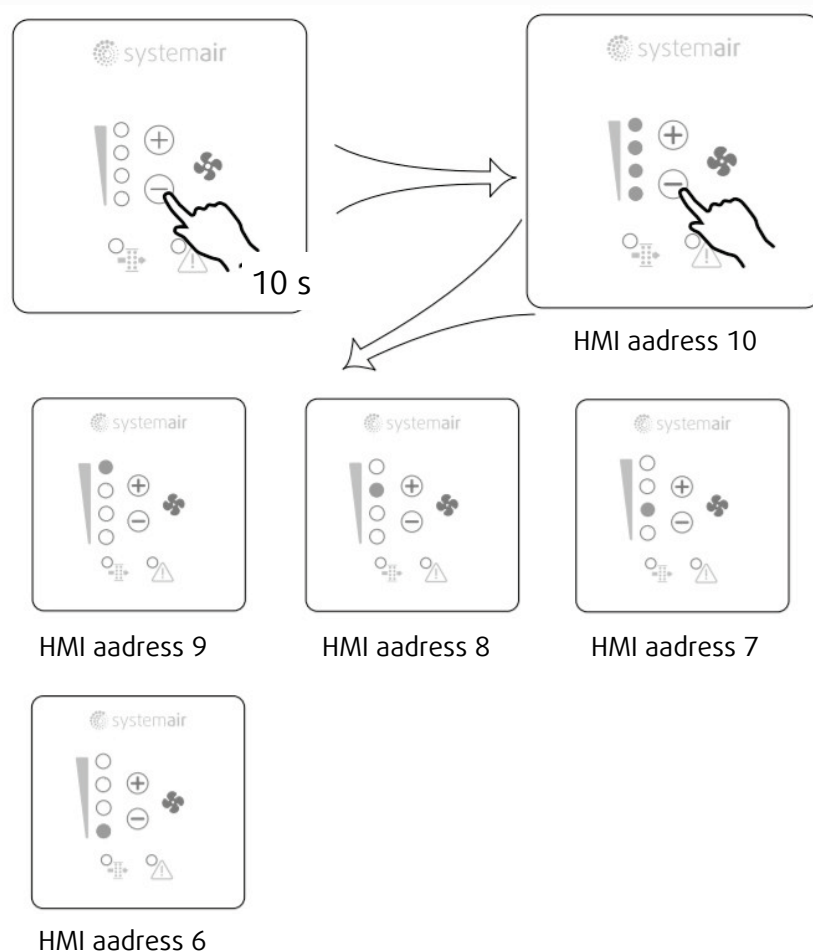 systemair
systemair
10 s
HMI aadress 10
systemair
systemair
systemair
HMI aadress 9
HMI aadress 8
HMI aadress 7
systemair
HMI aadress 6